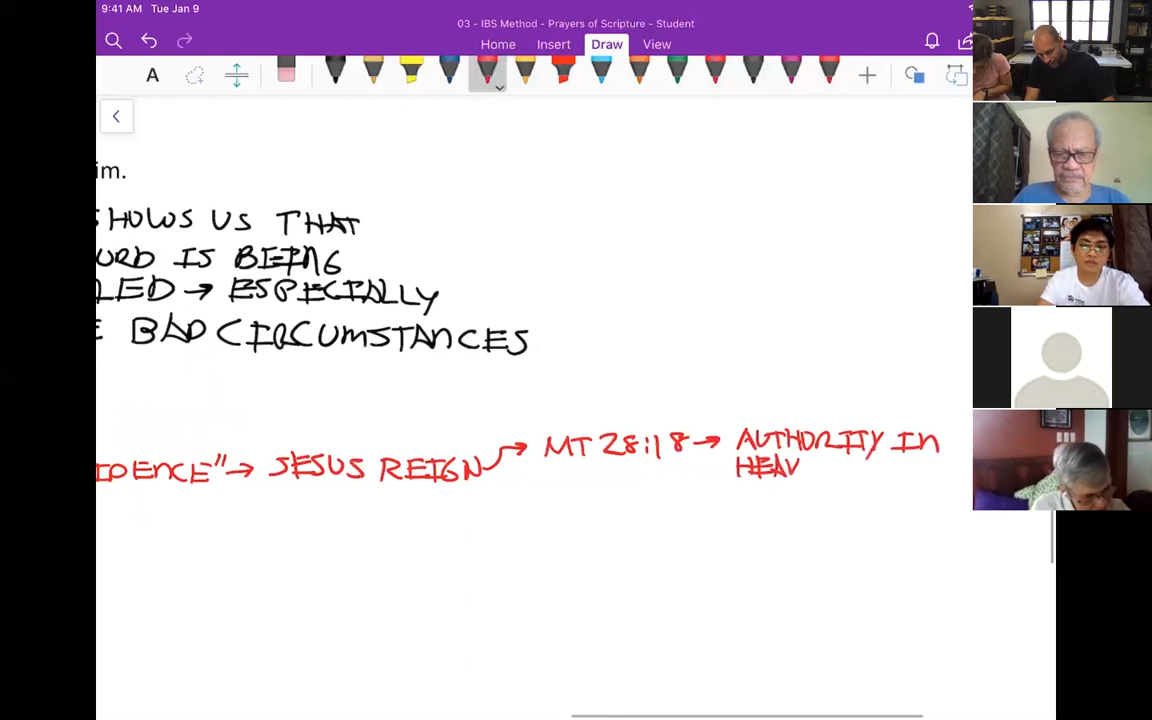 9:41 AM Tue Jan 9
03 - IBS Method - Prayers of Scripture - Student
Home Insert Draw View
A
im.
SHOWS US THAT
URD IS BEING
LED → ESPECIALLY
E BAD CIRCUMSTANCES
IDENCE" → JESUS REIGN → MT 28:18 → AUTHORITY IN
HEAV